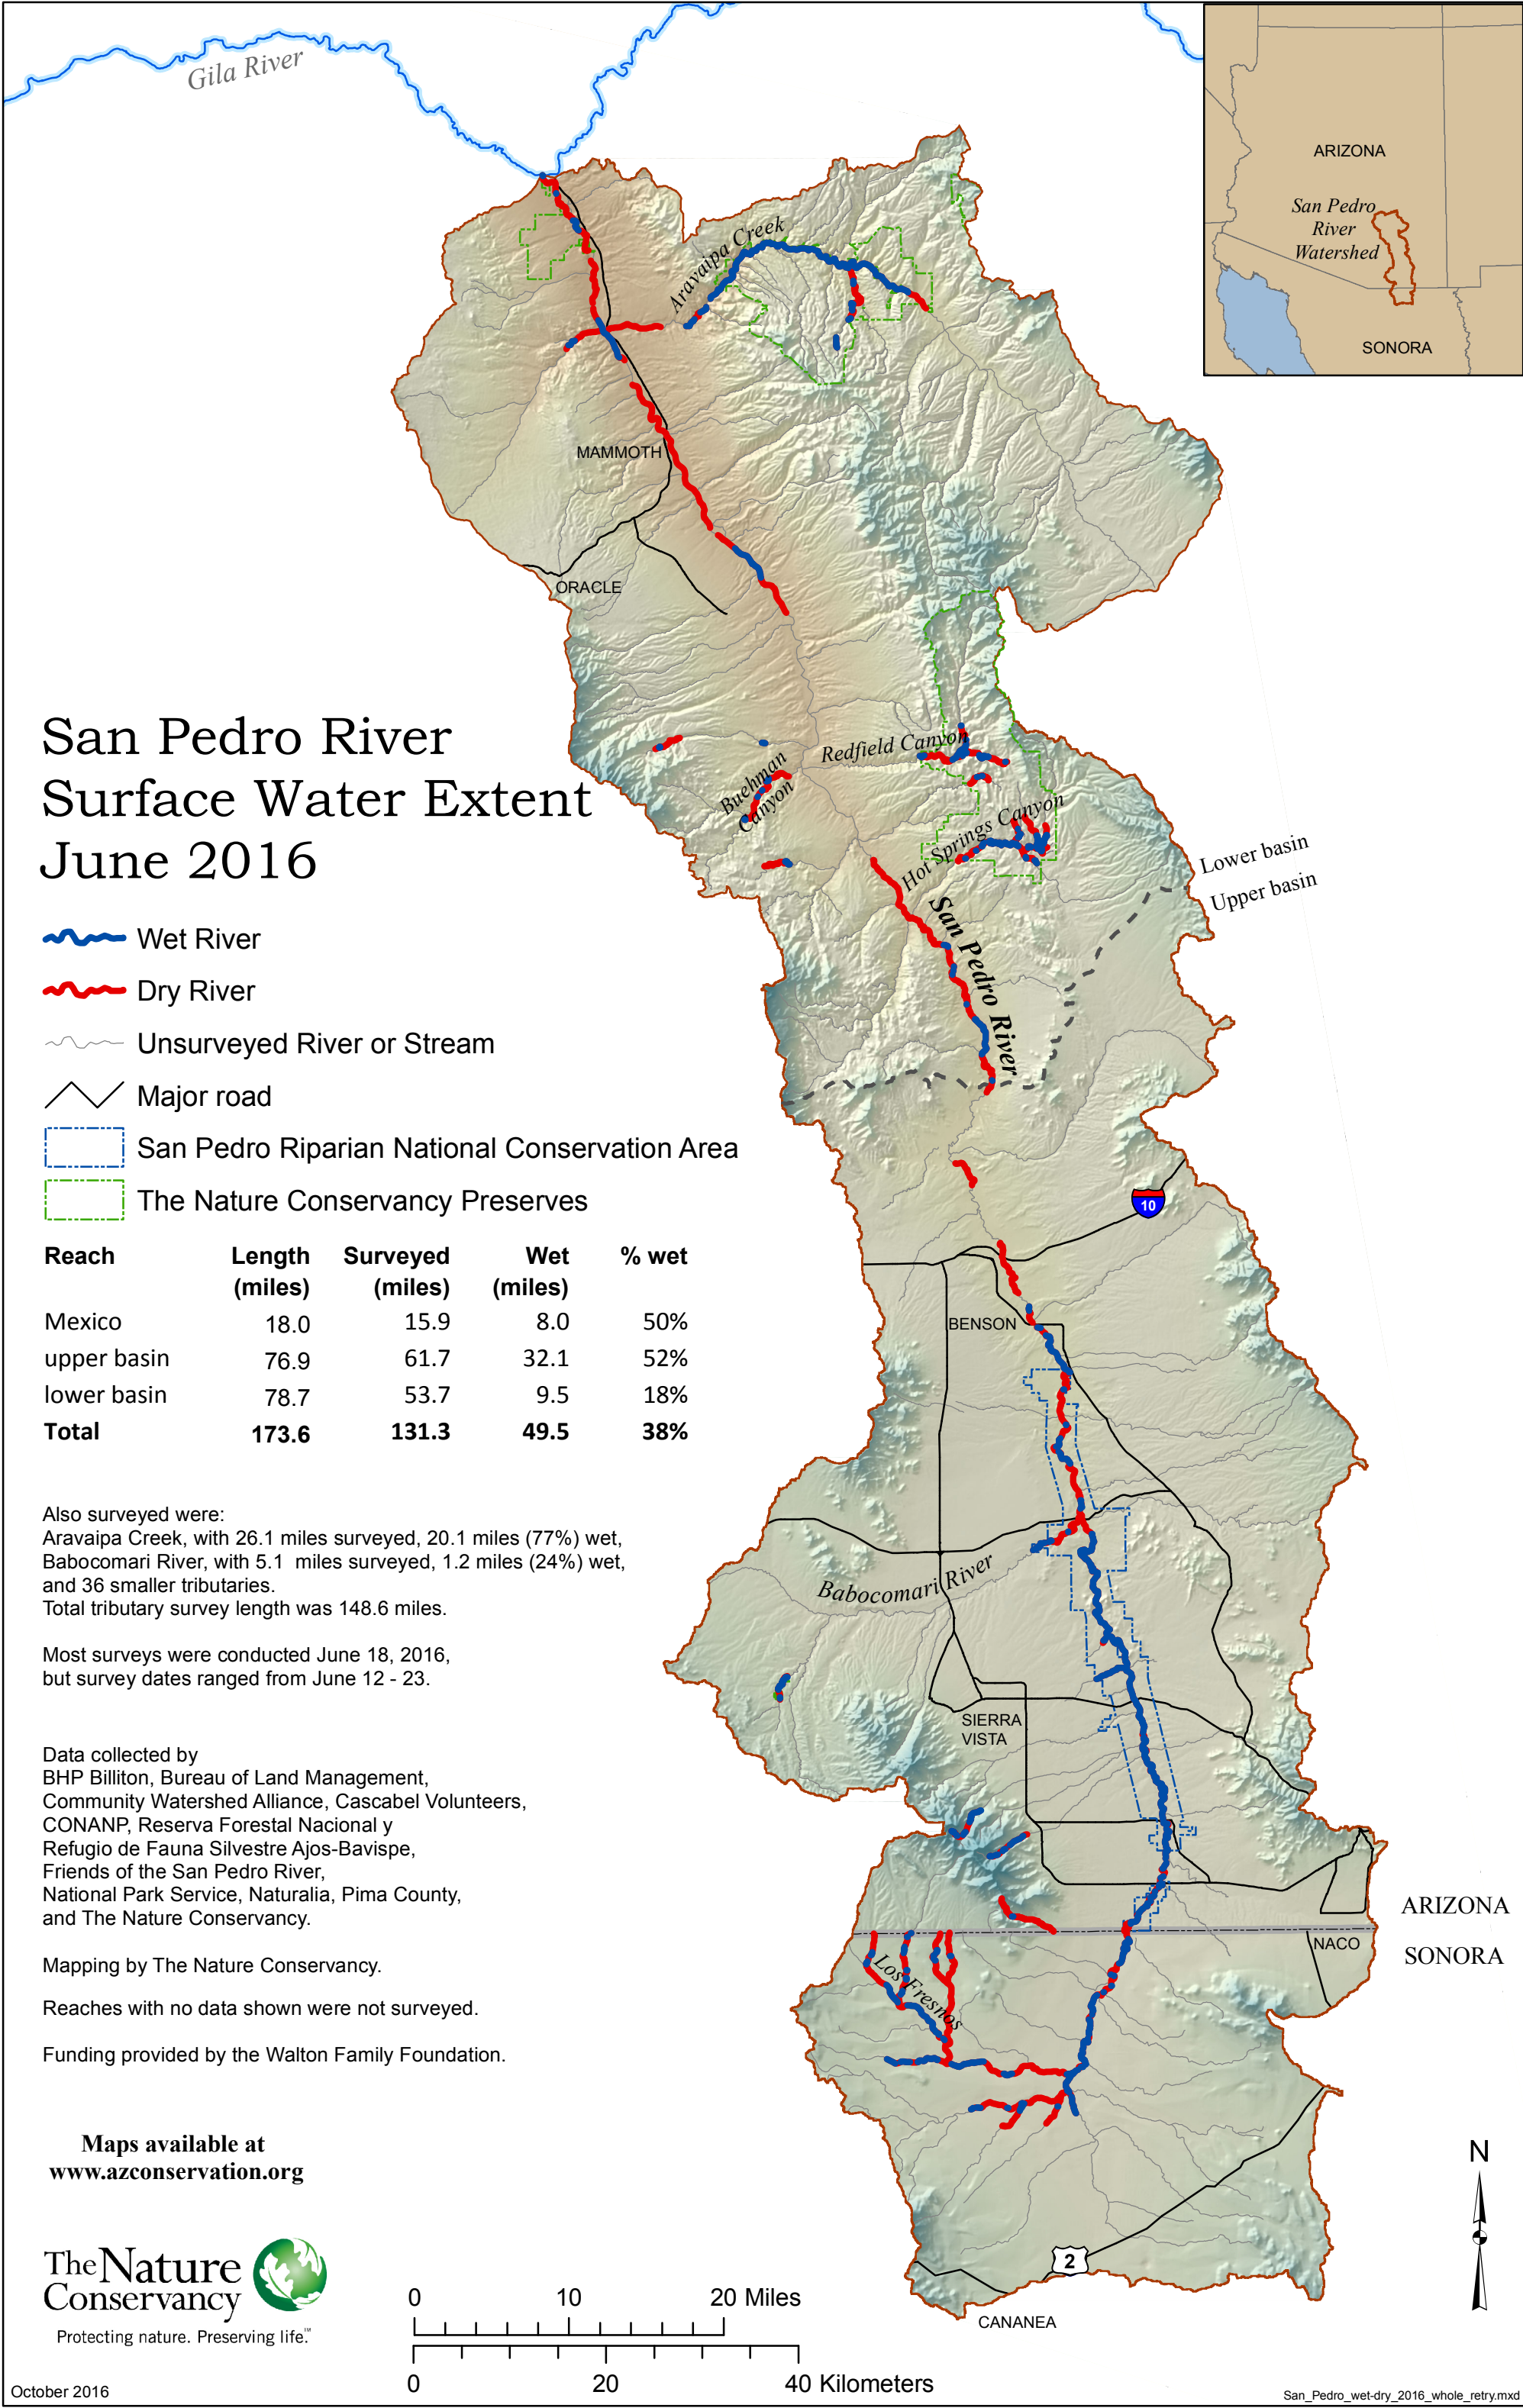 Gila River
ARIZONA
San Pedro
River
Watershed
SONORA
Aravaipa Creek
MAMMOTH
ORACLE
San Pedro River
Surface Water Extent
June 2016
Redfield Canyon
Buehman
Canyon
Hot Springs Canyon
Lower basin
Upper basin
San Pedro River
Wet River
Dry River
Unsurveyed River or Stream
Major road
San Pedro Riparian National Conservation Area
The Nature Conservancy Preserves
10
Reach Length (miles) Surveyed (miles) Wet (miles) % wet
Mexico 18.0 15.9 8.0 50%
upper basin 76.9 61.7 32.1 52%
lower basin 78.7 53.7 9.5 18%
Total 173.6 131.3 49.5 38%
BENSON
Also surveyed were:
Aravaipa Creek, with 26.1 miles surveyed, 20.1 miles (77%) wet,
Babocomari River, with 5.1 miles surveyed, 1.2 miles (24%) wet,
and 36 smaller tributaries.
Total tributary survey length was 148.6 miles.
Babocomari River
Most surveys were conducted June 18, 2016,
but survey dates ranged from June 12 - 23.
SIERRA
VISTA
Data collected by
BHP Billiton, Bureau of Land Management,
Community Watershed Alliance, Cascabel Volunteers,
CONANP, Reserva Forestal Nacional y
Refugio de Fauna Silvestre Ajos-Bavispe,
Friends of the San Pedro River,
National Park Service, Naturalia, Pima County,
and The Nature Conservancy.
ARIZONA
NACO
SONORA
Los Fresnos
Mapping by The Nature Conservancy.
Reaches with no data shown were not surveyed.
Funding provided by the Walton Family Foundation.
Maps available at
www.azconservation.org
N
2
CANANEA
The Nature
Conservancy
Protecting nature. Preserving life.™
0 10 20 Miles
0 20 40 Kilometers
October 2016
San_Pedro_wet-dry_2016_whole_retry.mxd